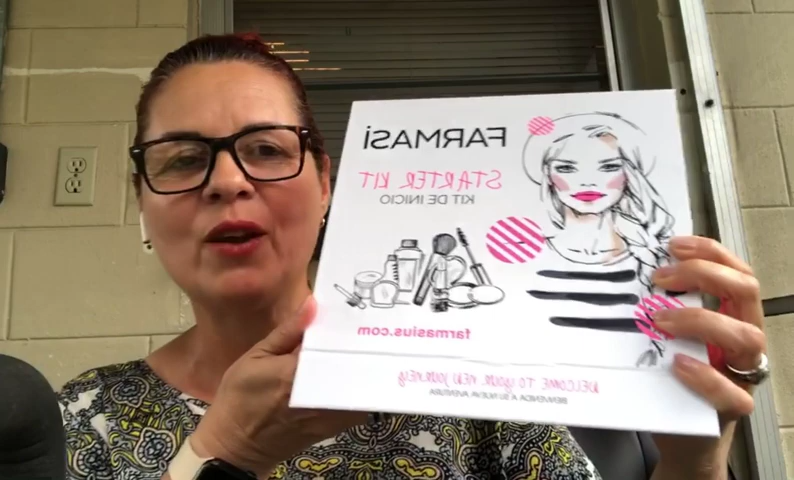 FARMASi
STARTER KIT
KIT DE INICIO
farmasius.com
WELCOME TO YOUR NEW JOURNEY
BIENVENIDA A SU NUEVA AVENTURA